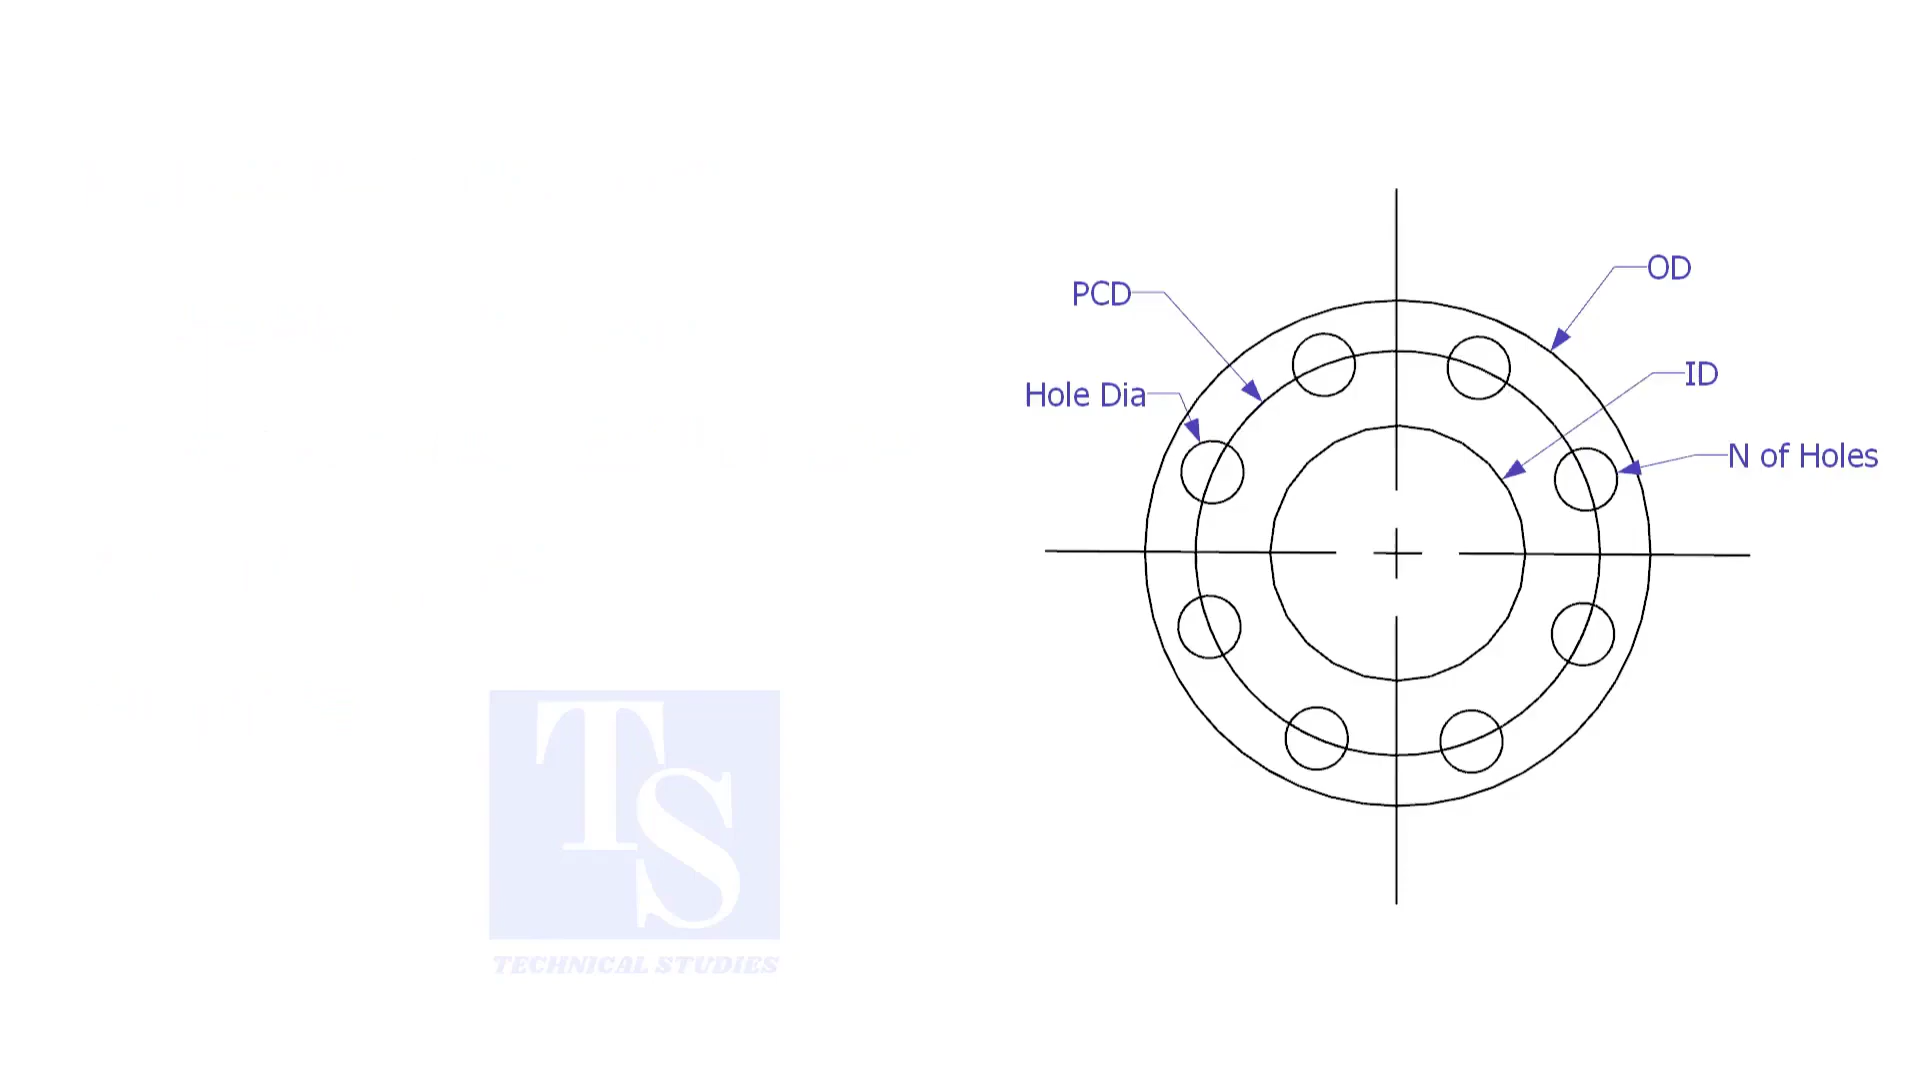 OD
PCD
ID
Hole Dia
N of Holes
TS
TECHNICAL STUDIES